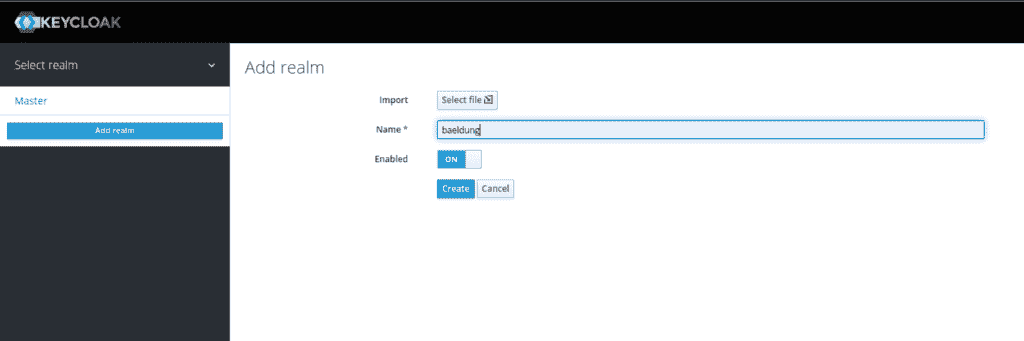 KEYCLOAK
Select realm
Master
Add realm
Add realm
Import Select file
Name * baeldung
Enabled ON
Create Cancel